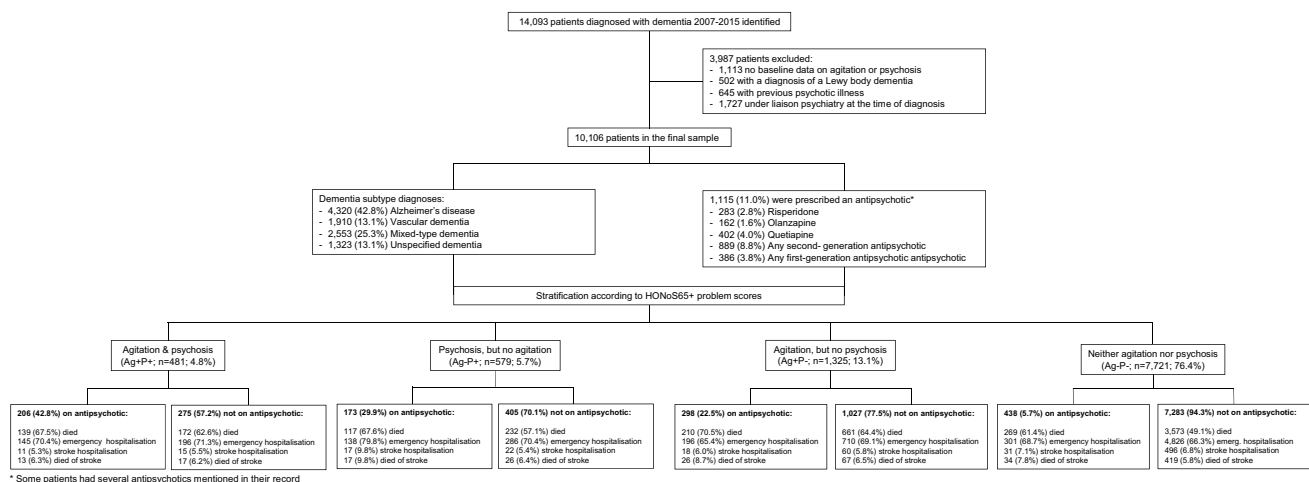 14,093 patients diagnosed with dementia 2007-2015 identified
3,987 patients excluded:
- 1,113 no baseline data on agitation or psychosis
- 502 with a diagnosis of a Lewy body dementia
- 645 with previous psychotic illness
- 1,727 under liaison psychiatry at the time of diagnosis
10,106 patients in the final sample
Dementia subtype diagnoses:
- 4,320 (42.8%) Alzheimer's disease
- 1,910 (13.1%) Vascular dementia
- 2,553 (25.3%) Mixed-type dementia
- 1,323 (13.1%) Unspecified dementia
1,115 (11.0%) were prescribed an antipsychotic*
- 283 (2.8%) Risperidone
- 162 (1.6%) Olanzapine
- 402 (4.0%) Quetiapine
- 889 (8.8%) Any second- generation antipsychotic
- 386 (3.8%) Any first-generation antipsychotic antipsychotic
Stratification according to HONoS65+ problem scores
Agitation & psychosis
(Ag+P+; n=481; 4.8%)
Psychosis, but no agitation
(Ag-P+; n=579; 5.7%)
Agitation, but no psychosis
(Ag+P-; n=1,325; 13.1%)
Neither agitation nor psychosis
(Ag-P-; n=7,721; 76.4%)
206 (42.8%) on antipsychotic:
139 (67.5%) died
145 (70.4%) emergency hospitalisation
11 (5.3%) stroke hospitalisation
13 (6.3%) died of stroke
275 (57.2%) not on antipsychotic:
172 (62.6%) died
196 (71.3%) emergency hospitalisation
15 (5.5%) stroke hospitalisation
17 (6.2%) died of stroke
173 (29.9%) on antipsychotic:
117 (67.6%) died
138 (79.8%) emergency hospitalisation
17 (9.8%) stroke hospitalisation
17 (9.8%) died of stroke
405 (70.1%) not on antipsychotic:
232 (57.1%) died
286 (70.4%) emergency hospitalisation
22 (5.4%) stroke hospitalisation
26 (6.4%) died of stroke
298 (22.5%) on antipsychotic:
210 (70.5%) died
196 (65.4%) emergency hospitalisation
18 (6.0%) stroke hospitalisation
26 (8.7%) died of stroke
1,027 (77.5%) not on antipsychotic:
661 (64.4%) died
710 (69.1%) emergency hospitalisation
60 (5.8%) stroke hospitalisation
67 (6.5%) died of stroke
438 (5.7%) on antipsychotic:
269 (61.4%) died
301 (68.7%) emergency hospitalisation
31 (7.1%) stroke hospitalisation
34 (7.8%) died of stroke
7,283 (94.3%) not on antipsychotic:
3,573 (49.1%) died
4,826 (66.3%) emerg. hospitalisation
496 (6.8%) stroke hospitalisation
419 (5.8%) died of stroke
* Some patients had several antipsychotics mentioned in their record